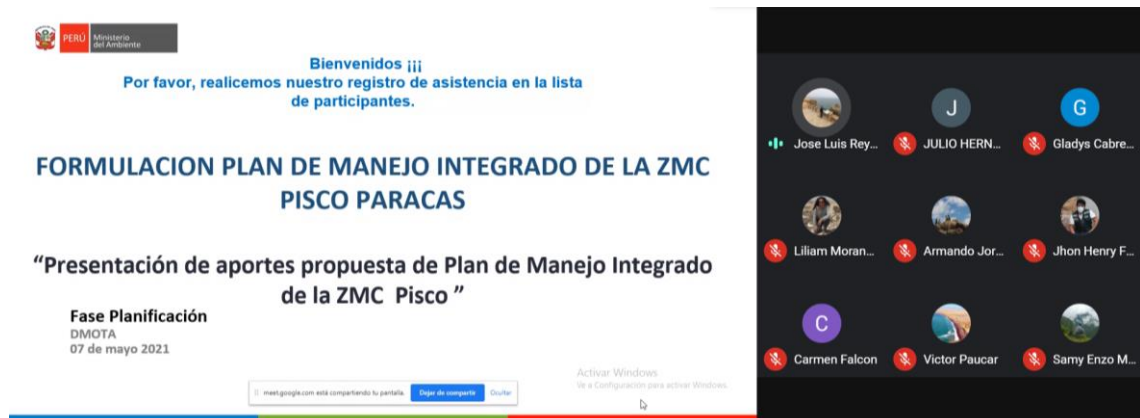 PERÚ
Ministerio
del Ambiente
Bienvenidos ¡¡¡
Por favor, realicemos nuestro registro de asistencia en la lista
de participantes.
FORMULACION PLAN DE MANEJO INTEGRADO DE LA ZMC
PISCO PARACAS
“Presentación de aportes propuesta de Plan de Manejo Integrado
de la ZMC Pisco ”
Fase Planificación
DMOTA
07 de mayo 2021
Activar Windows
Ve a Configuración para activar Windows.
meet.google.com está compartiendo tu pantalla. Dejar de compartir Ocultar
J
G
Jose Luis Rey... JULIO HERN... Gladys Cabre...
Liliam Moran... Armando Jor... Jhon Henry F...
C
Carmen Falcon Victor Paucar Samy Enzo M...